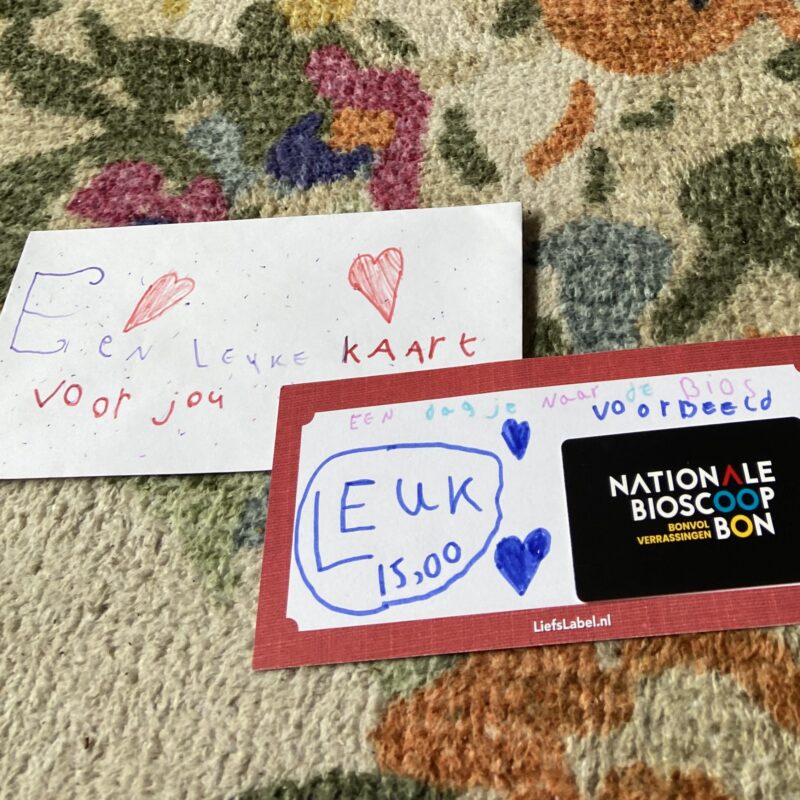 Een LEUKE KAArt
voor jou
EEN dagje Naar de BIOS
VOOrbeeld
LEUK
15,00
NATIONALE
BIOSCOOP
BONVOL
VERRASSINGEN
BON
LiefsLabel.nl